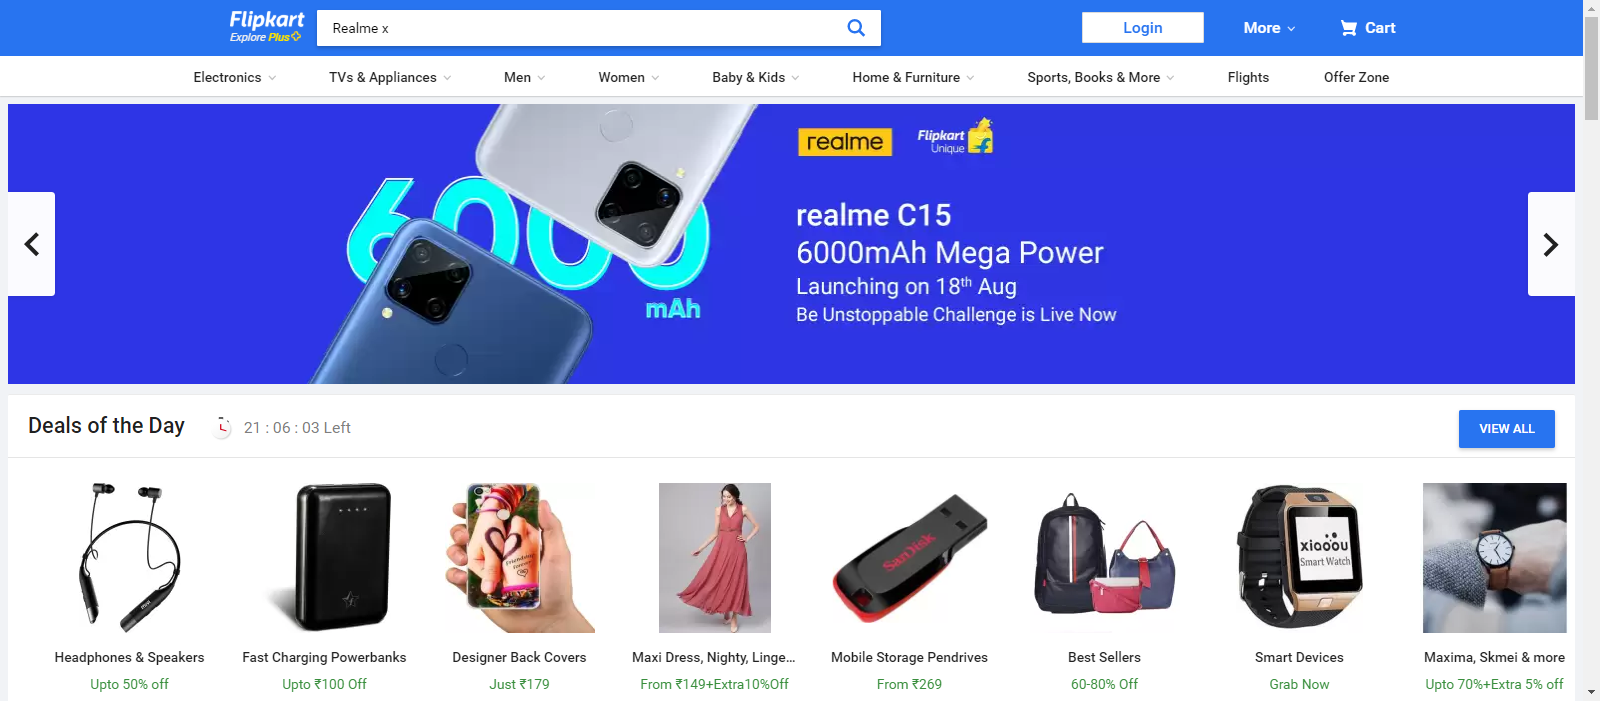 Flipkart
Explore Plus
Realme x
Login
More
Cart
Electronics
TVs & Appliances
Men
Women
Baby & Kids
Home & Furniture
Sports, Books & More
Flights
Offer Zone
6000
mAh
realme
Flipkart
Unique
realme C15
6000mAh Mega Power
Launching on 18th Aug
Be Unstoppable Challenge is Live Now
Deals of the Day
21 : 06 : 03 Left
VIEW ALL
SanDisk
xiaoou
Smart Watch
Headphones & Speakers
Fast Charging Powerbanks
Designer Back Covers
Maxi Dress, Nighty, Linge...
Mobile Storage Pendrives
Best Sellers
Smart Devices
Maxima, Skmei & more
Upto 50% off
Upto ₹100 Off
Just ₹179
From ₹149+Extra10%Off
From ₹269
60-80% Off
Grab Now
Upto 70%+Extra 5% off